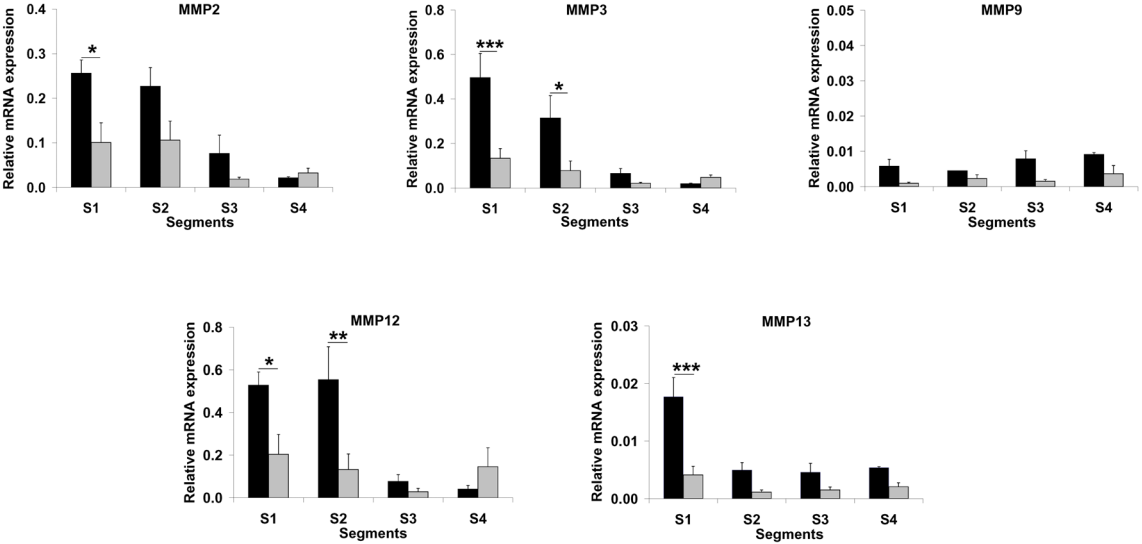 MMP2
Relative mRNA expression
0.4
0.3
0.2
0.1
0.0
*
S1 S2 S3 S4
Segments
MMP3
Relative mRNA expression
0.8
0.6
0.4
0.2
0.0
***
*
S1 S2 S3 S4
Segments
MMP9
Relative mRNA expression
0.05
0.04
0.03
0.02
0.01
0.00
S1 S2 S3 S4
Segments
MMP12
Relative mRNA expression
0.8
0.6
0.4
0.2
0.0
*
**
S1 S2 S3 S4
Segments
MMP13
Relative mRNA expression
0.03
0.02
0.01
0.00
***
S1 S2 S3 S4
Segments